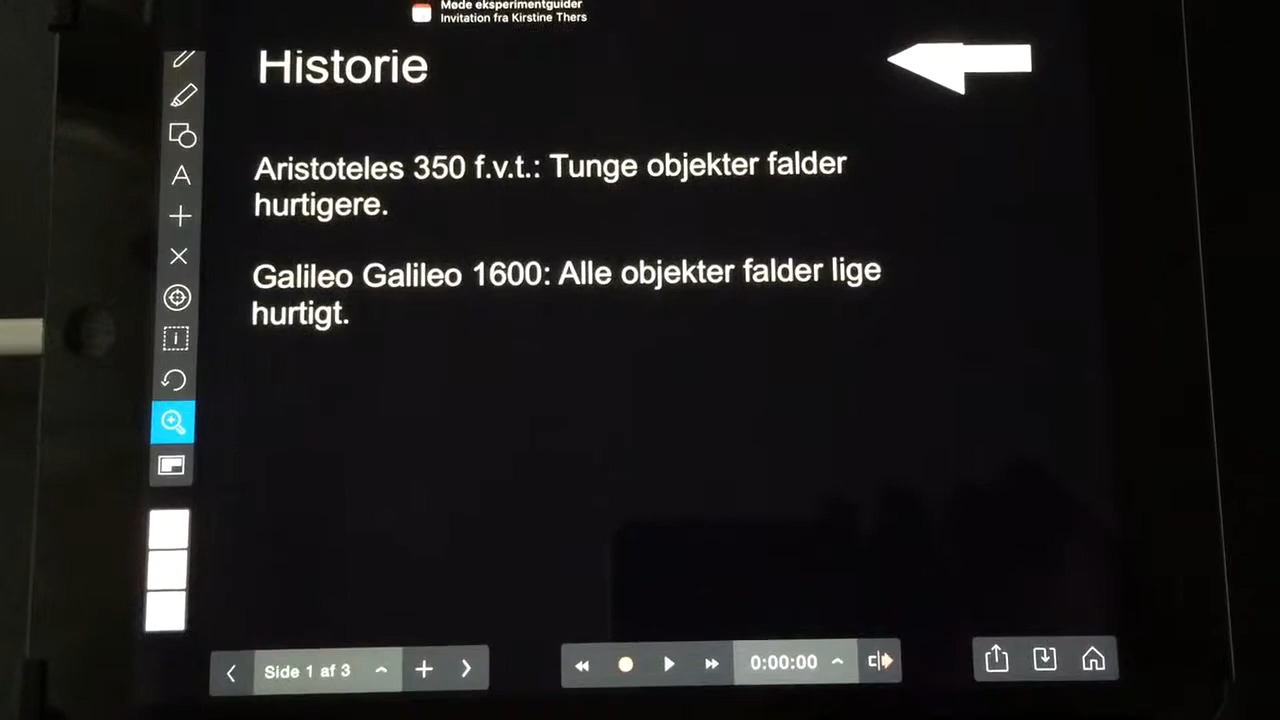 Møde eksperimentguider
Invitation fra Kirstine Thers
Historie
Aristoteles 350 f.v.t.: Tunge objekter falder
hurtigere.
Galileo Galileo 1600: Alle objekter falder lige
hurtigt.
Side 1 af 3
0:00:00